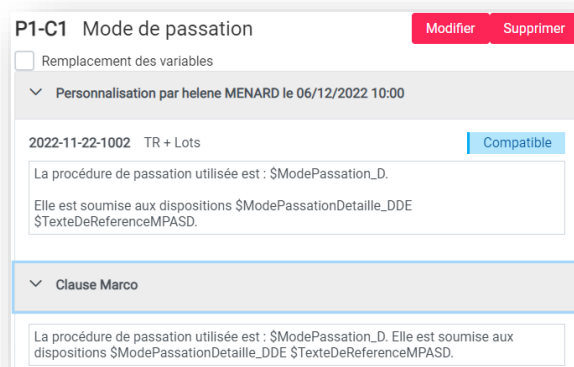 P1-C1 Mode de passation
Modifier
Supprimer
Remplacement des variables
Personnalisation par helene MENARD le 06/12/2022 10:00
2022-11-22-1002 TR + Lots
Compatible
La procédure de passation utilisée est : $ModePassation_D.
Elle est soumise aux dispositions $ModePassationDetaille_DDE
$TexteDeReferenceMPASD.
Clause Marco
La procédure de passation utilisée est : $ModePassation_D. Elle est soumise aux
dispositions $ModePassationDetaille_DDE $TexteDeReferenceMPASD.